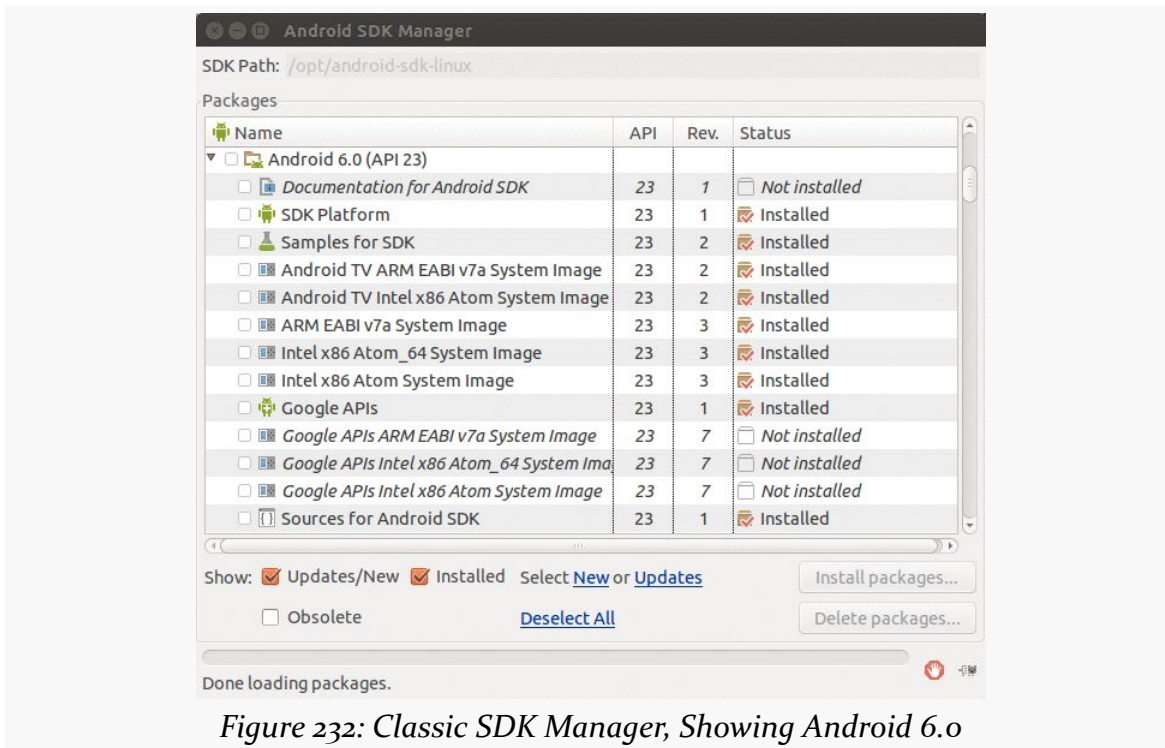 Android SDK Manager
SDK Path: /opt/android-sdk-linux
Packages
Name API Rev. Status
Android 6.0 (API 23)
Documentation for Android SDK 23 1 Not installed
SDK Platform 23 1 Installed
Samples for SDK 23 2 Installed
Android TV ARM EABI v7a System Image 23 2 Installed
Android TV Intel x86 Atom System Image 23 2 Installed
ARM EABI v7a System Image 23 3 Installed
Intel x86 Atom_64 System Image 23 3 Installed
Intel x86 Atom System Image 23 3 Installed
Google APIs 23 1 Installed
Google APIs ARM EABI v7a System Image 23 7 Not installed
Google APIs Intel x86 Atom_64 System Ima 23 7 Not installed
Google APIs Intel x86 Atom System Image 23 7 Not installed
Sources for Android SDK 23 1 Installed
Show: Updates/New Installed Select New or Updates Install packages...
Obsolete Deselect All Delete packages...
Done loading packages.
Figure 232: Classic SDK Manager, Showing Android 6.0